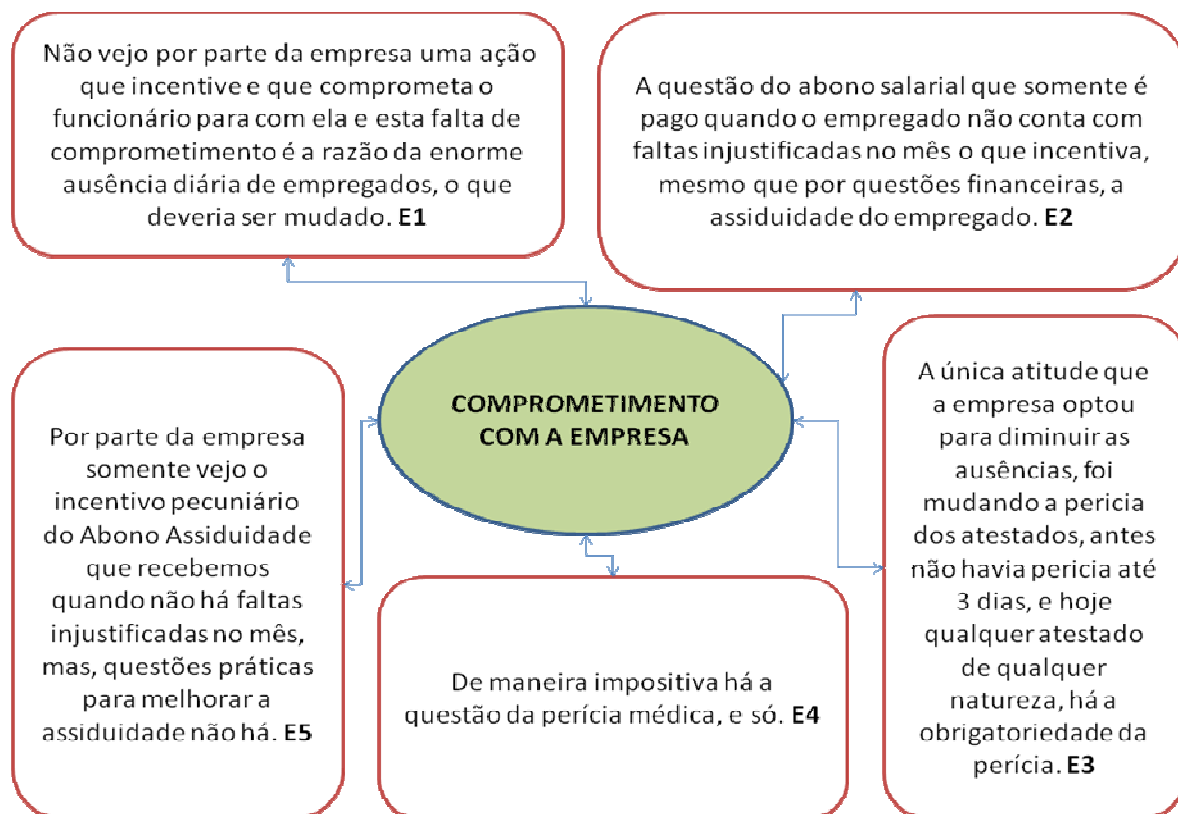 Não vejo por parte da empresa uma ação
que incentive e que comprometa o
funcionário para com ela e esta falta de
comprometimento é a razão da enorme
ausência diária de empregados, o que
deveria ser mudado. E1
A questão do abono salarial que somente é
pago quando o empregado não conta com
faltas injustificadas no mês o que incentiva,
mesmo que por questões financeiras, a
assiduidade do empregado. E2
COMPROMETIMENTO
COM A EMPRESA
Por parte da empresa
somente vejo o
incentivo pecuniário
do Abono Assiduidade
que recebemos
quando não há faltas
injustificadas no mês,
mas, questões práticas
para melhorar a
assiduidade não há. E5
De maneira impositiva há a
questão da perícia médica, e só. E4
A única atitude que
a empresa optou
para diminuir as
ausências, foi
mudando a pericia
dos atestados, antes
não havia pericia até
3 dias, e hoje
qualquer atestado
de qualquer
natureza, há a
obrigatoriedade da
perícia. E3